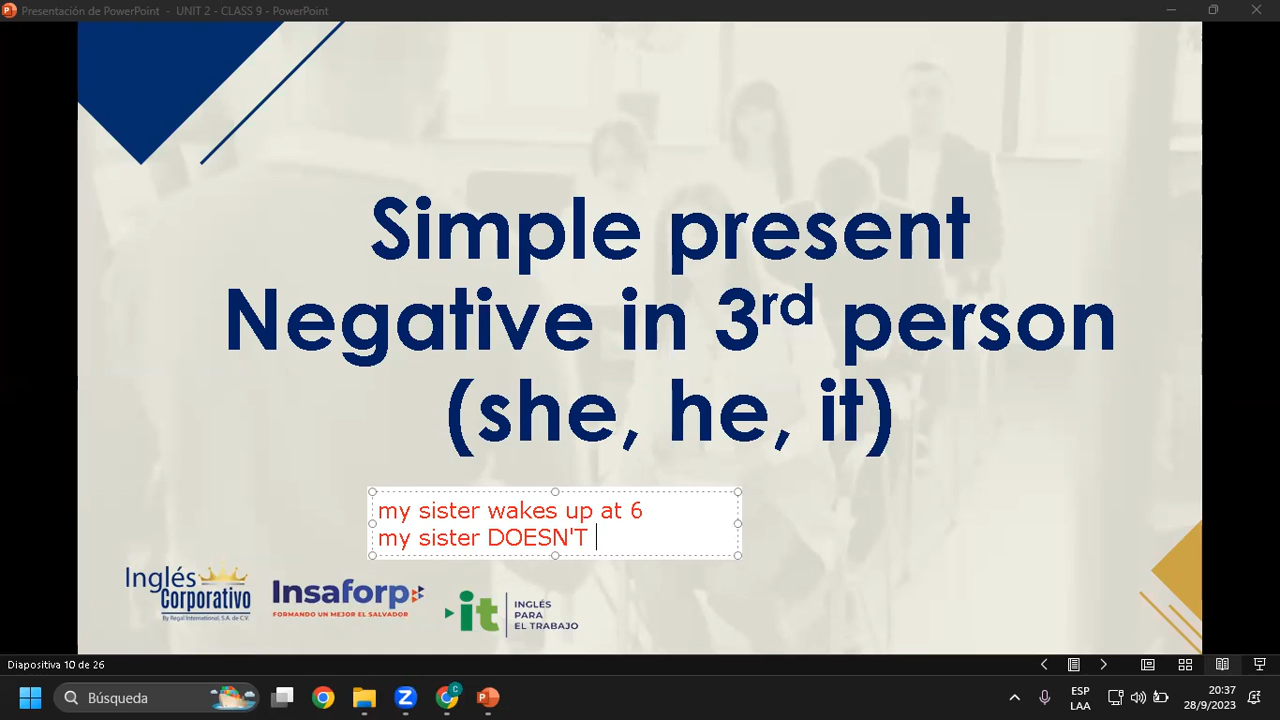 Presentación de PowerPoint - UNIT 2 - CLASS 9 - PowerPoint
Simple present
Negative in 3rd person
(she, he, it)
my sister wakes up at 6
my sister DOESN'T
Inglés
Corporativo
By Regal International, S.A. de C.V.
Insaforp
FORMANDO UN MEJOR EL SALVADOR
it
INGLÉS
PARA
EL TRABAJO
Diapositiva 10 de 26
Búsqueda
ESP
LAA
20:37
28/9/2023